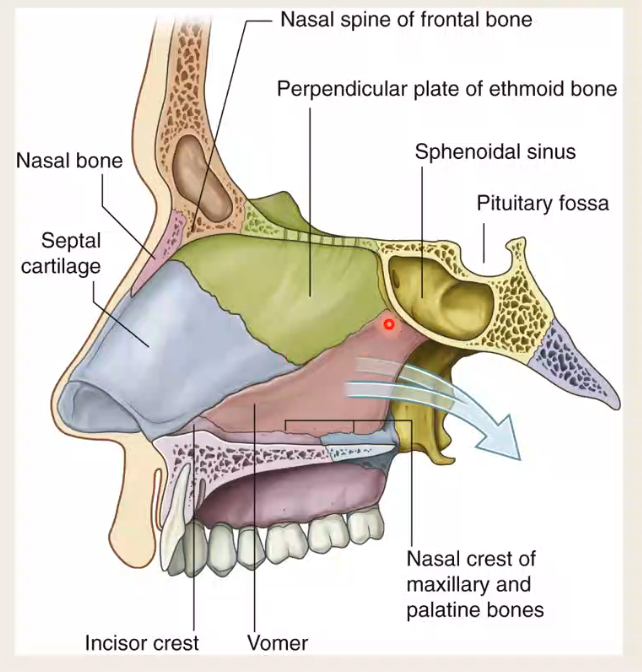 Nasal spine of frontal bone
Perpendicular plate of ethmoid bone
Sphenoidal sinus
Nasal bone
Pituitary fossa
Septal
cartilage
Nasal crest of
maxillary and
palatine bones
Incisor crest
Vomer